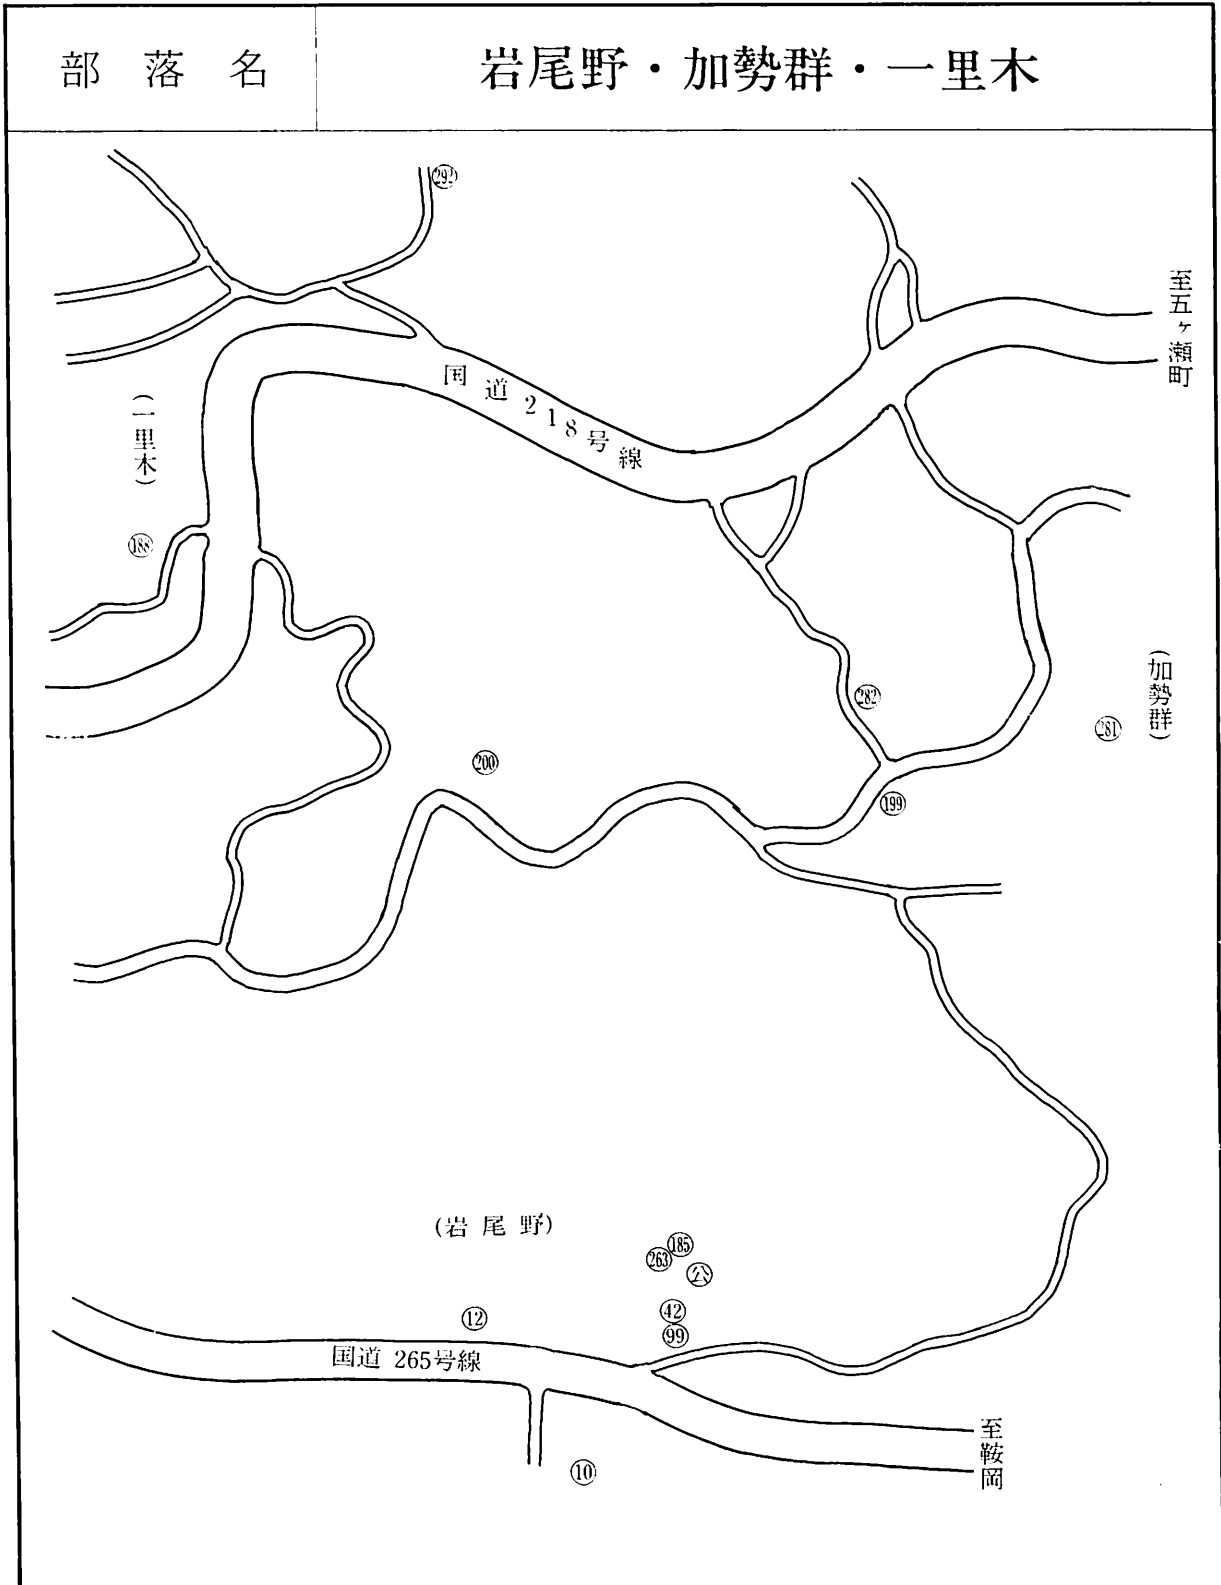 部落名
岩尾野・加勢群・一里木
292
至五ヶ瀬町
国道218号線
(一里木)
188
(加勢群)
282
281
200
199
(岩尾野)
185
263
公
42
12
99
国道 265号線
至鞍岡
10